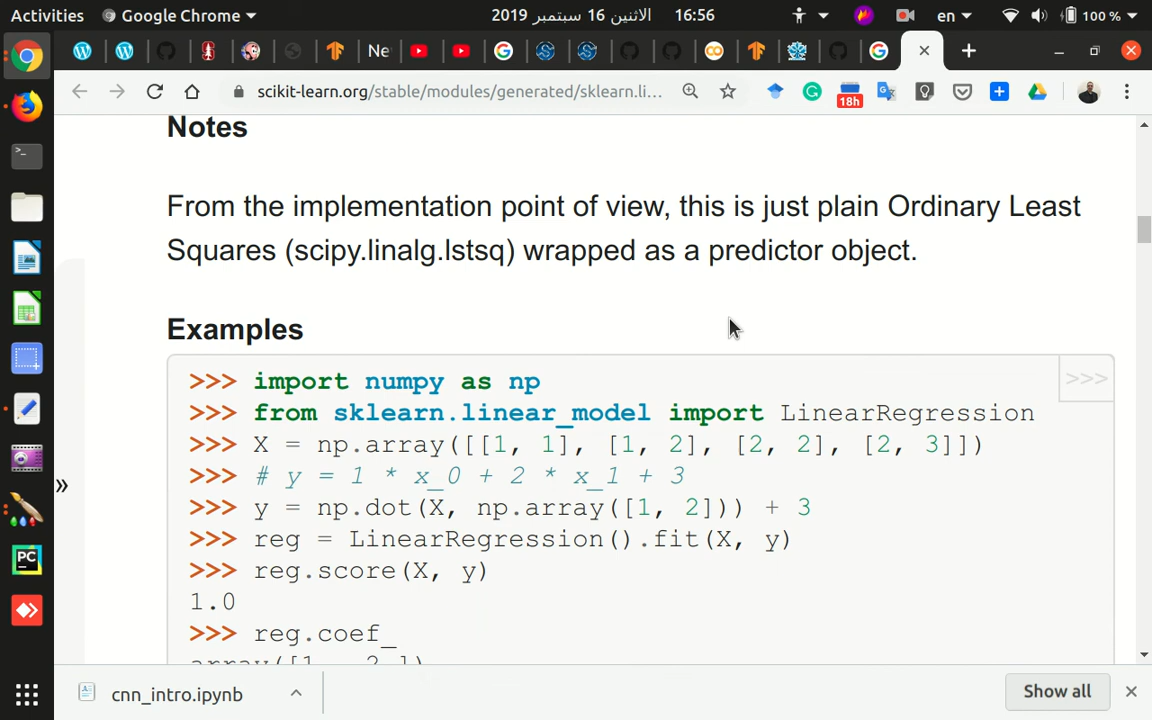 Activities Google Chrome الاثنين 16 سبتمبر 2019 16:56 en 100 %
Ne
scikit-learn.org/stable/modules/generated/sklearn.li... 18h
Notes
From the implementation point of view, this is just plain Ordinary Least
Squares (scipy.linalg.lstsq) wrapped as a predictor object.
Examples
>>> import numpy as np
>>>
>>> from sklearn.linear_model import LinearRegression
>>> X = np.array([[1, 1], [1, 2], [2, 2], [2, 3]])
>>> # y = 1 * x_0 + 2 * x_1 + 3
>>> y = np.dot(X, np.array([1, 2])) + 3
>>> reg = LinearRegression().fit(X, y)
>>> reg.score(X, y)
1.0
>>> reg.coef_
array([1., 2.])
»
cnn_intro.ipynb Show all
PC